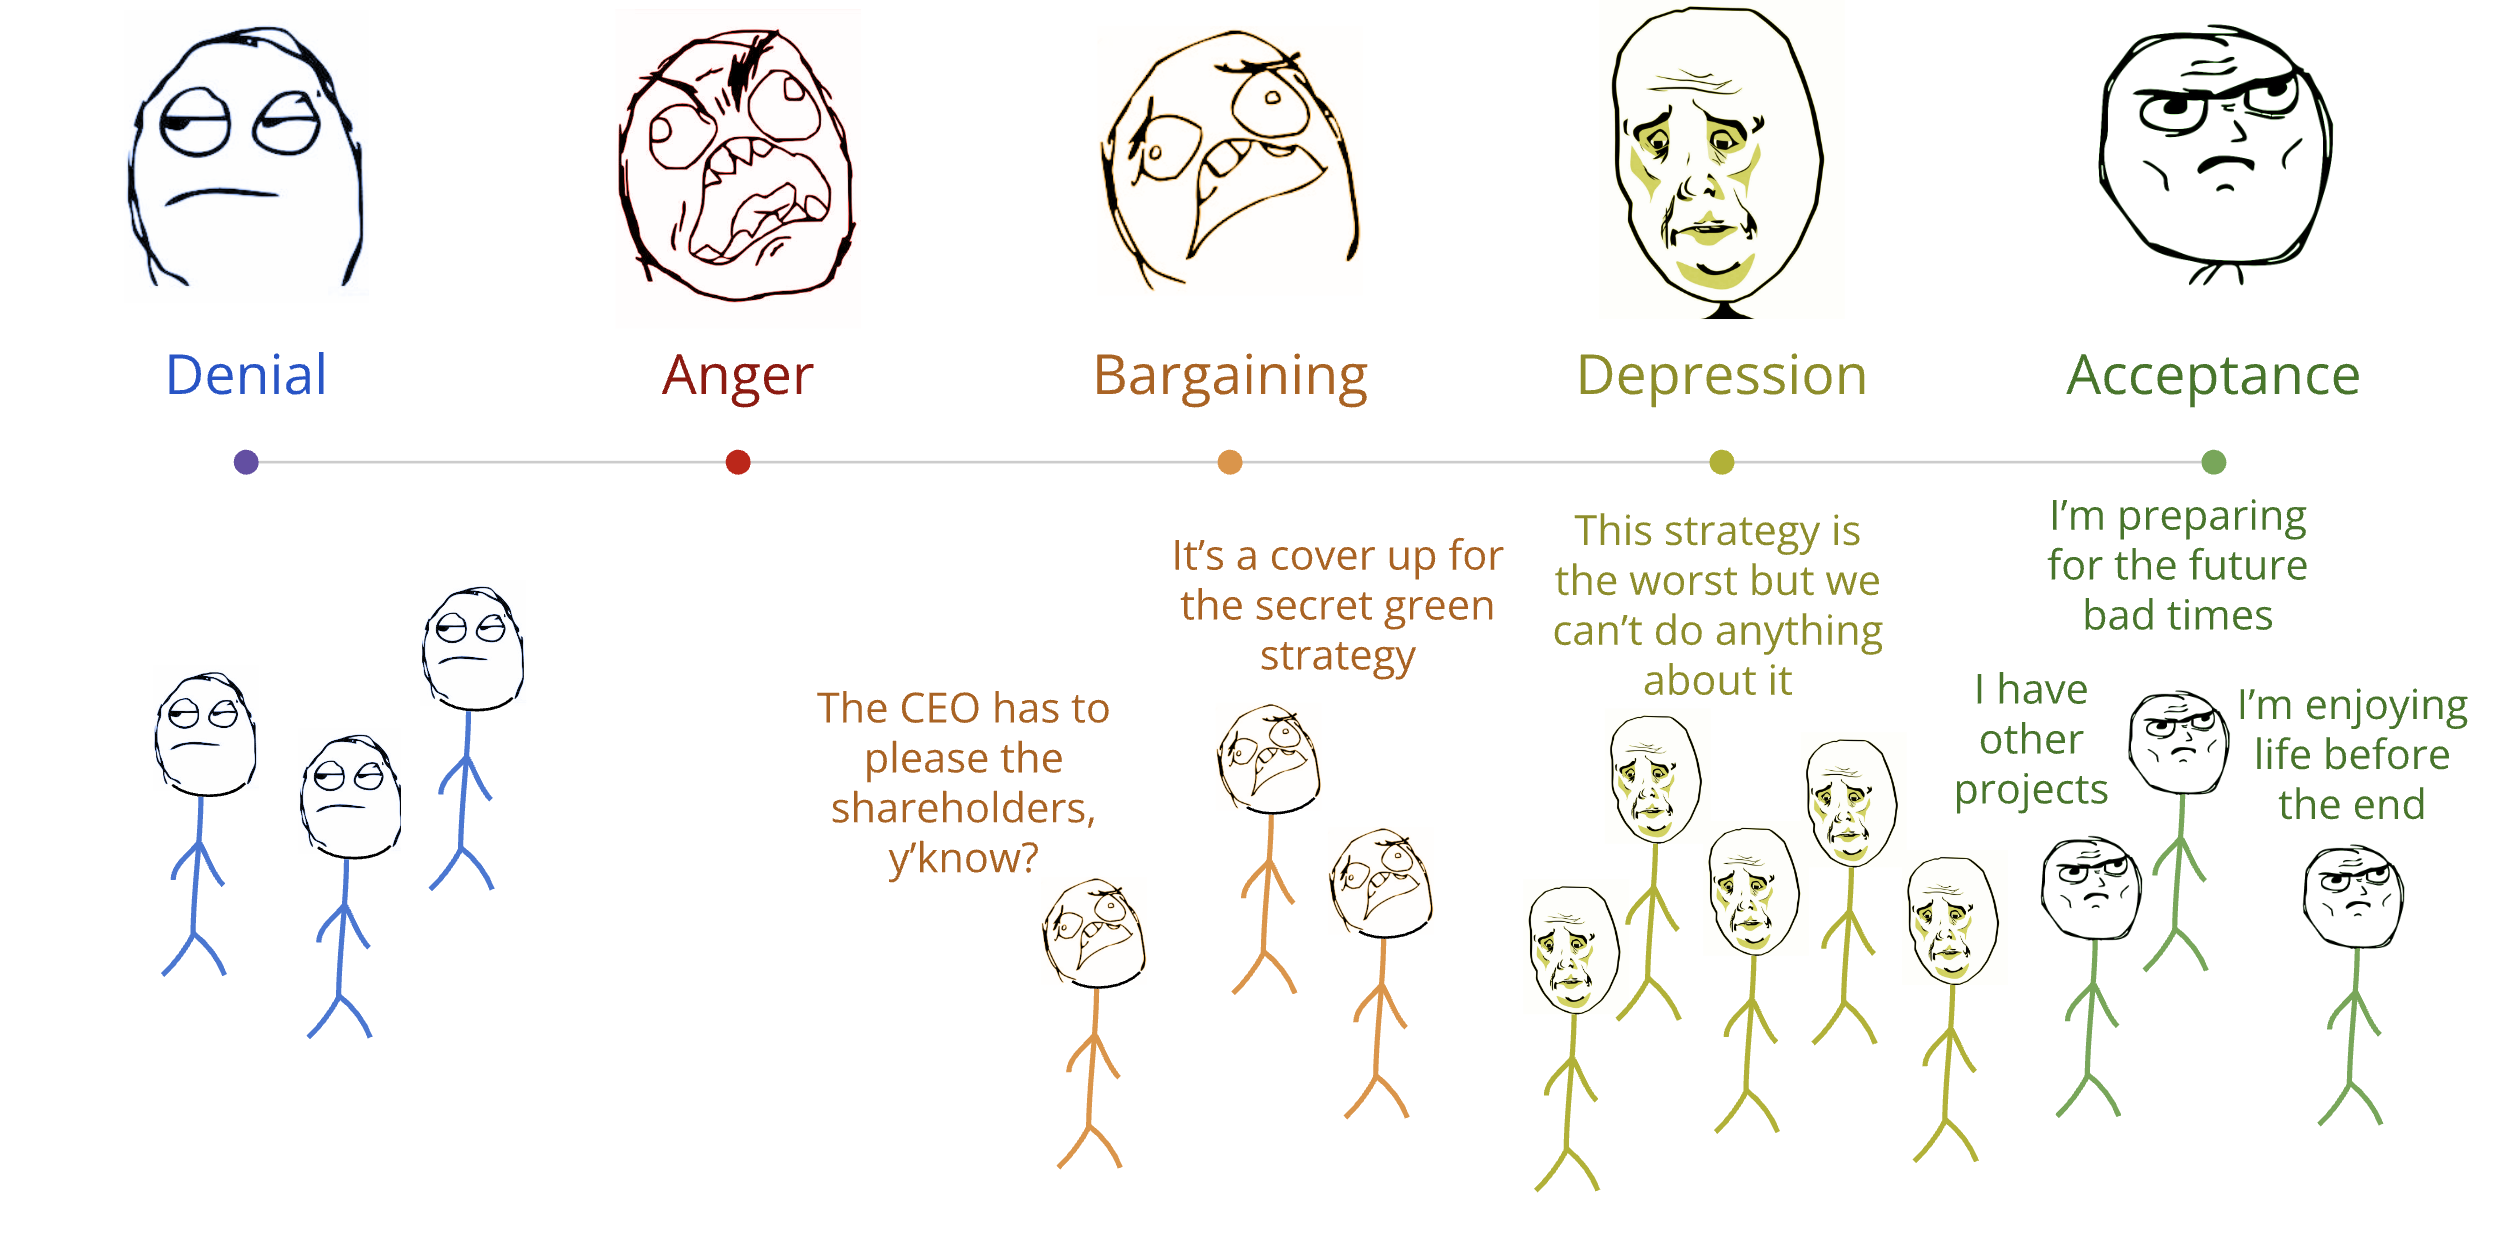 Denial
Anger
Bargaining
Depression
Acceptance
The CEO has to
please the
shareholders,
y'know?
It's a cover up for
the secret green
strategy
This strategy is
the worst but we
can't do anything
about it
I'm preparing
for the future
bad times
I have
other
projects
I'm enjoying
life before
the end